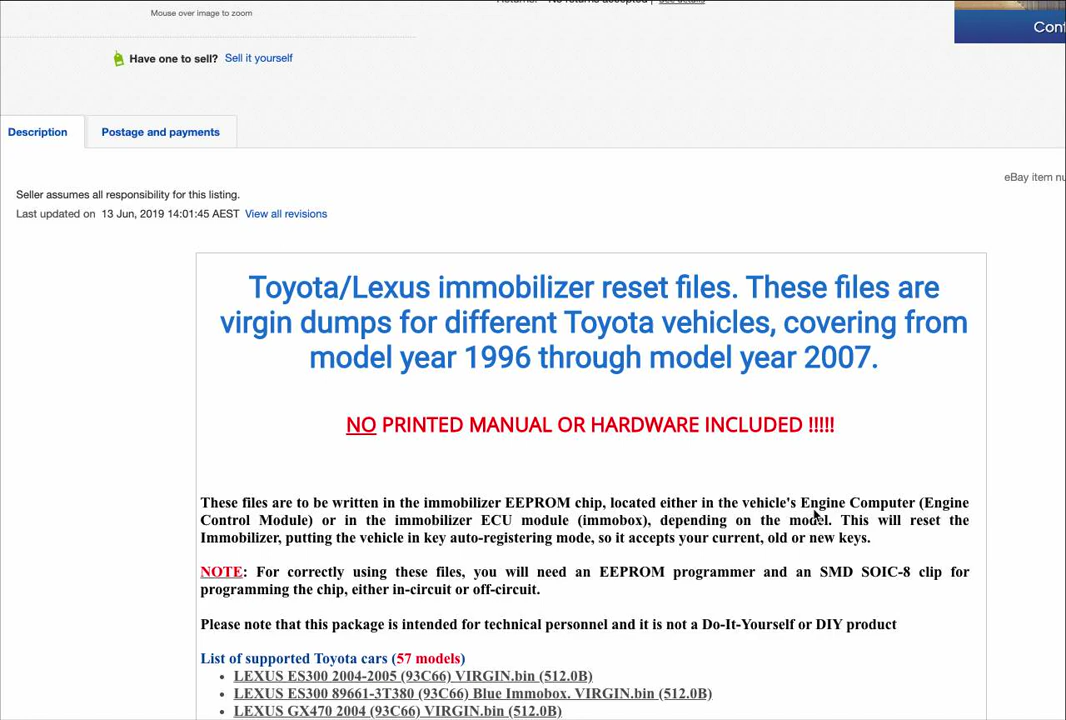 Returns: No returns accepted | See details
Mouse over image to zoom
Have one to sell? Sell it yourself
Description
Postage and payments
Seller assumes all responsibility for this listing.
Last updated on 13 Jun, 2019 14:01:45 AEST View all revisions
Toyota/Lexus immobilizer reset files. These files are
virgin dumps for different Toyota vehicles, covering from
model year 1996 through model year 2007.
NO PRINTED MANUAL OR HARDWARE INCLUDED !!!!!
These files are to be written in the immobilizer EEPROM chip, located either in the vehicle's Engine Computer (Engine
Control Module) or in the immobilizer ECU module (immobox), depending on the model. This will reset the
Immobilizer, putting the vehicle in key auto-registering mode, so it accepts your current, old or new keys.
NOTE: For correctly using these files, you will need an EEPROM programmer and an SMD SOIC-8 clip for
programming the chip, either in-circuit or off-circuit.
Please note that this package is intended for technical personnel and it is not a Do-It-Yourself or DIY product
List of supported Toyota cars (57 models)
• LEXUS ES300 2004-2005 (93C66) VIRGIN.bin (512.0B)
• LEXUS ES300 89661-3T380 (93C66) Blue Immobox. VIRGIN.bin (512.0B)
• LEXUS GX470 2004 (93C66) VIRGIN.bin (512.0B)
Cont
eBay item nu